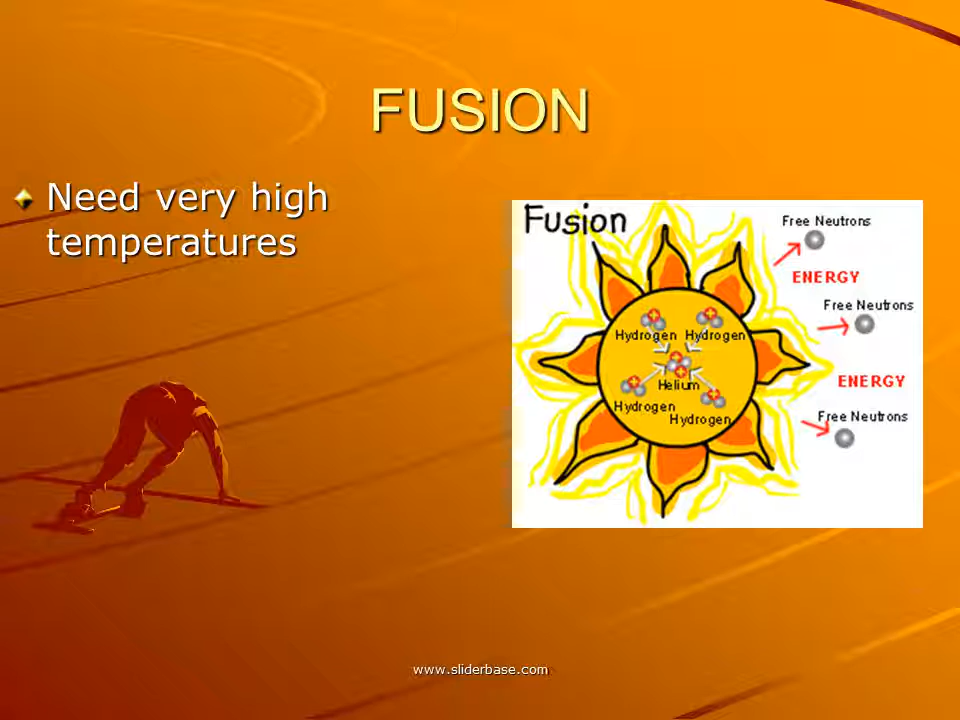 FUSION
Need very high
temperatures
Fusion
Free Neutrons
ENERGY
Free Neutrons
Hydrogen Hydrogen
Helium
ENERGY
Hydrogen
Hydrogen
Free Neutrons
www.sliderbase.com